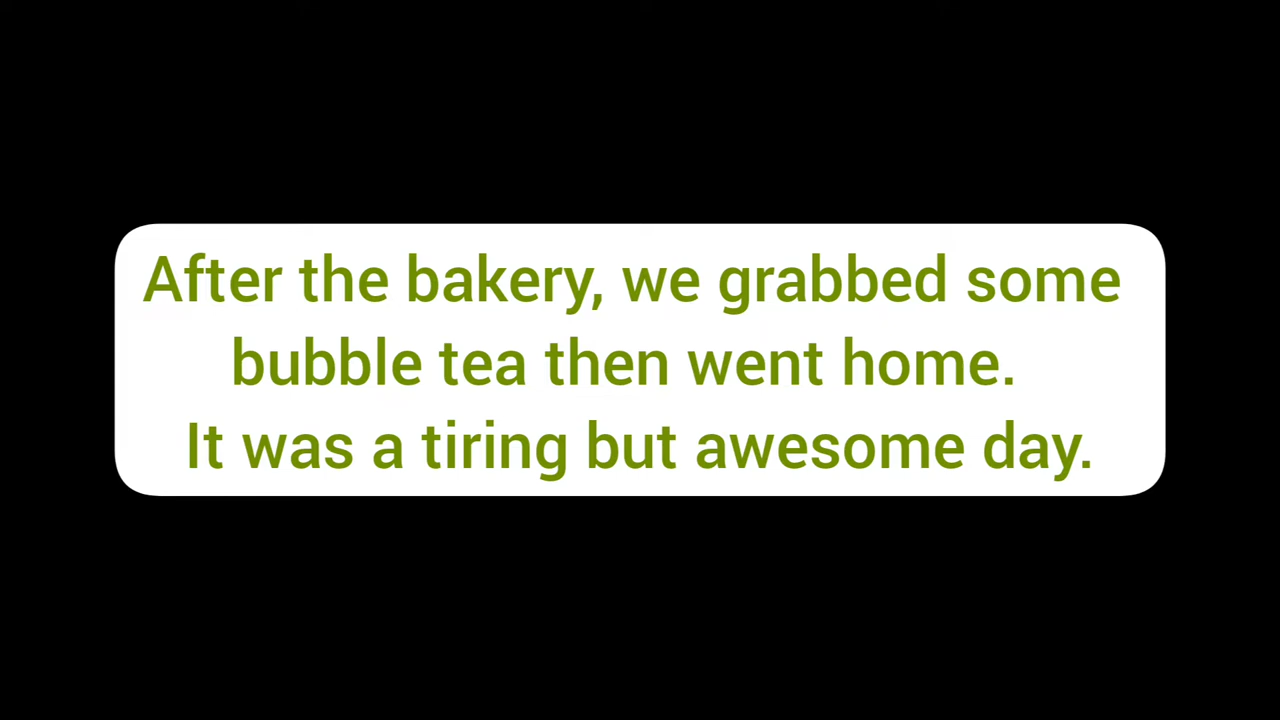 After the bakery, we grabbed some
bubble tea then went home.
It was a tiring but awesome day.